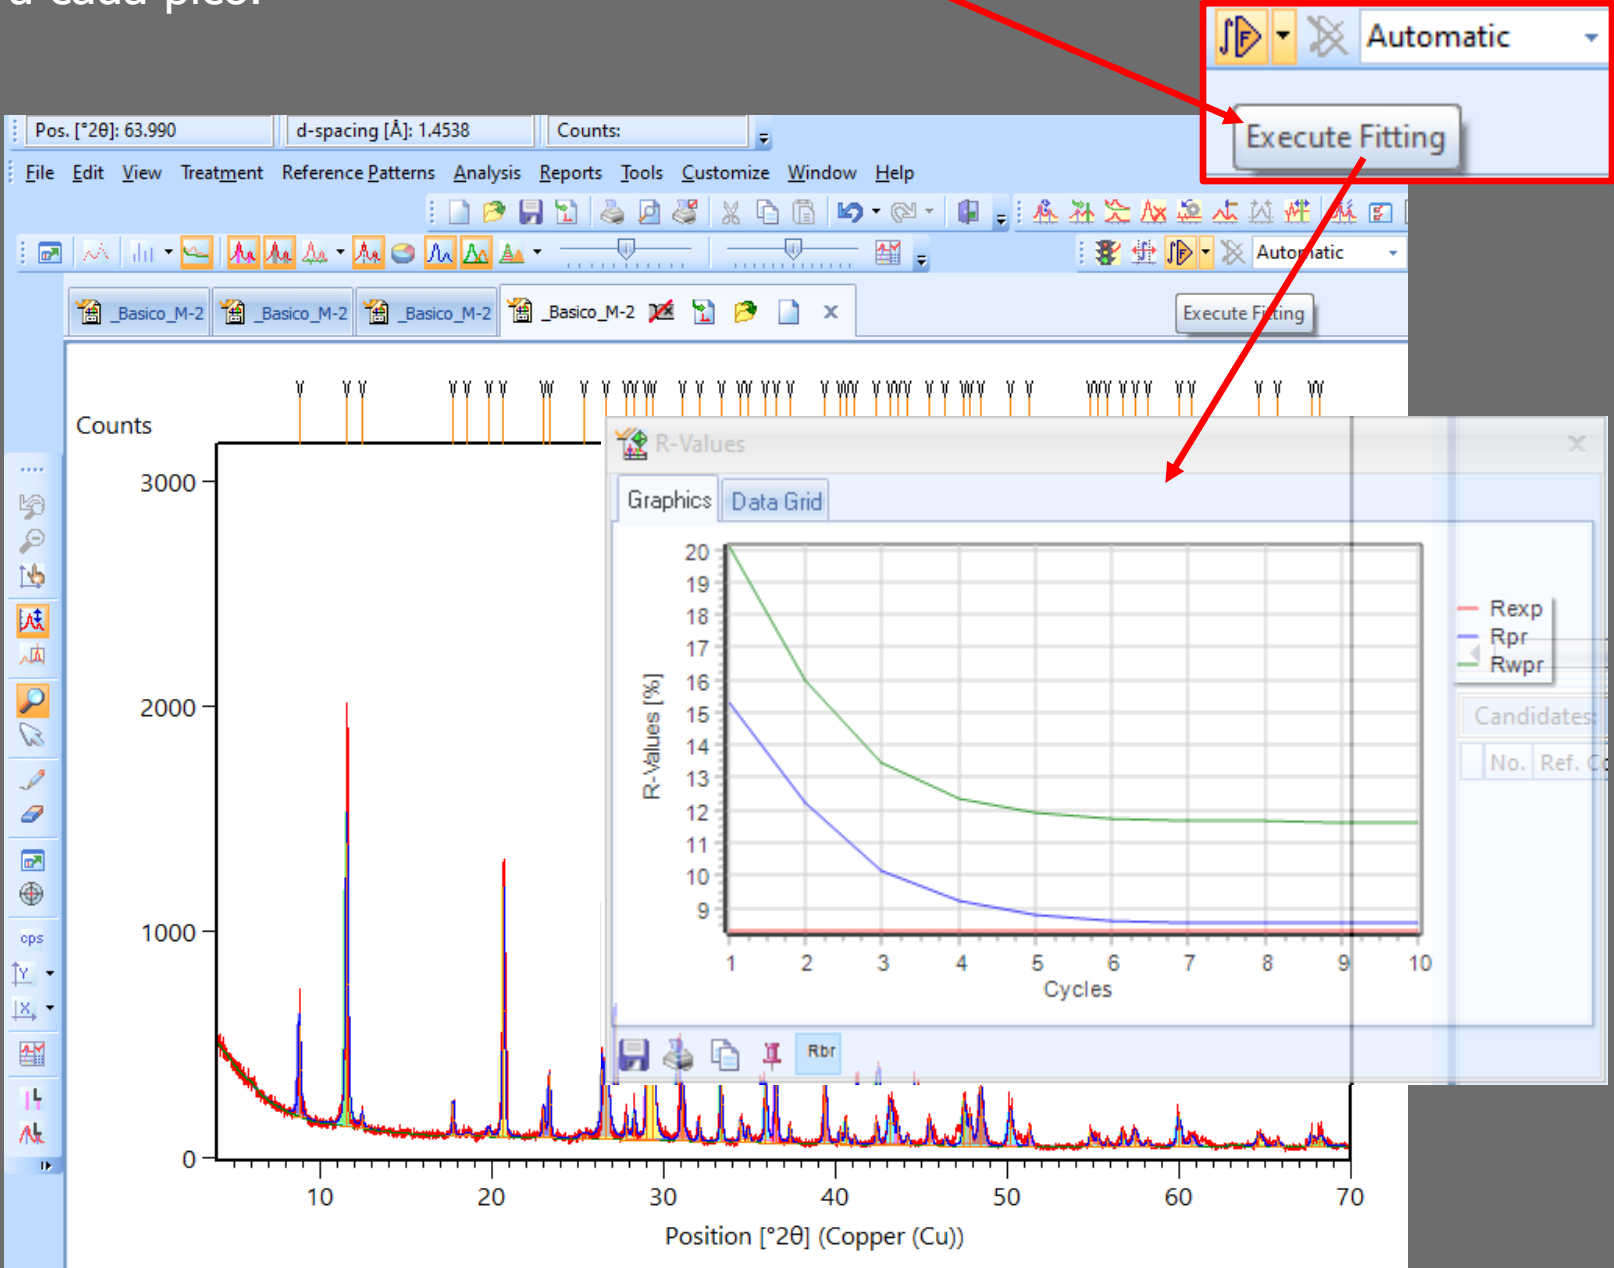 a cada pico.
Automatic
Execute Fitting
Pos. [°2θ]: 63.990
d-spacing [Å]: 1.4538
Counts:
File Edit View Treatment Reference Patterns Analysis Reports Tools Customize Window Help
Automatic
_Basico_M-2
_Basico_M-2
_Basico_M-2
_Basico_M-2
Execute Fitting
Counts
3000
2000
1000
0
10 20 30 40 50 60 70
Position [°2θ] (Copper (Cu))
cps
R-Values
Graphics
Data Grid
R-Values [%]
20
19
18
17
16
15
14
13
12
11
10
9
1 2 3 4 5 6 7 8 9 10
Cycles
Rexp
Rpr
Rwpr
Candidates:
No. Ref.
Rbr